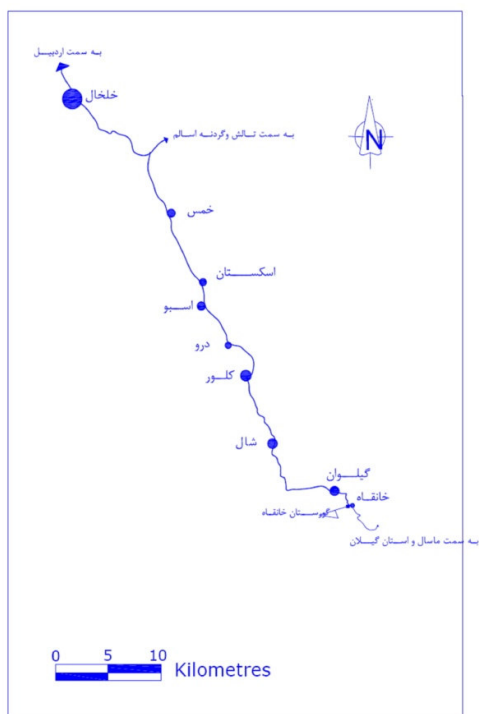 به سمت اردبیل
خلخال
به سمت تالش وگردنه اسالم
N
خمس
اسکستان
اسبو
درو
کلور
شال
گیلوان
خانقاه
گورستان خانقاه
به سمت ماسال و استان گیلان
0 5 10
Kilometres